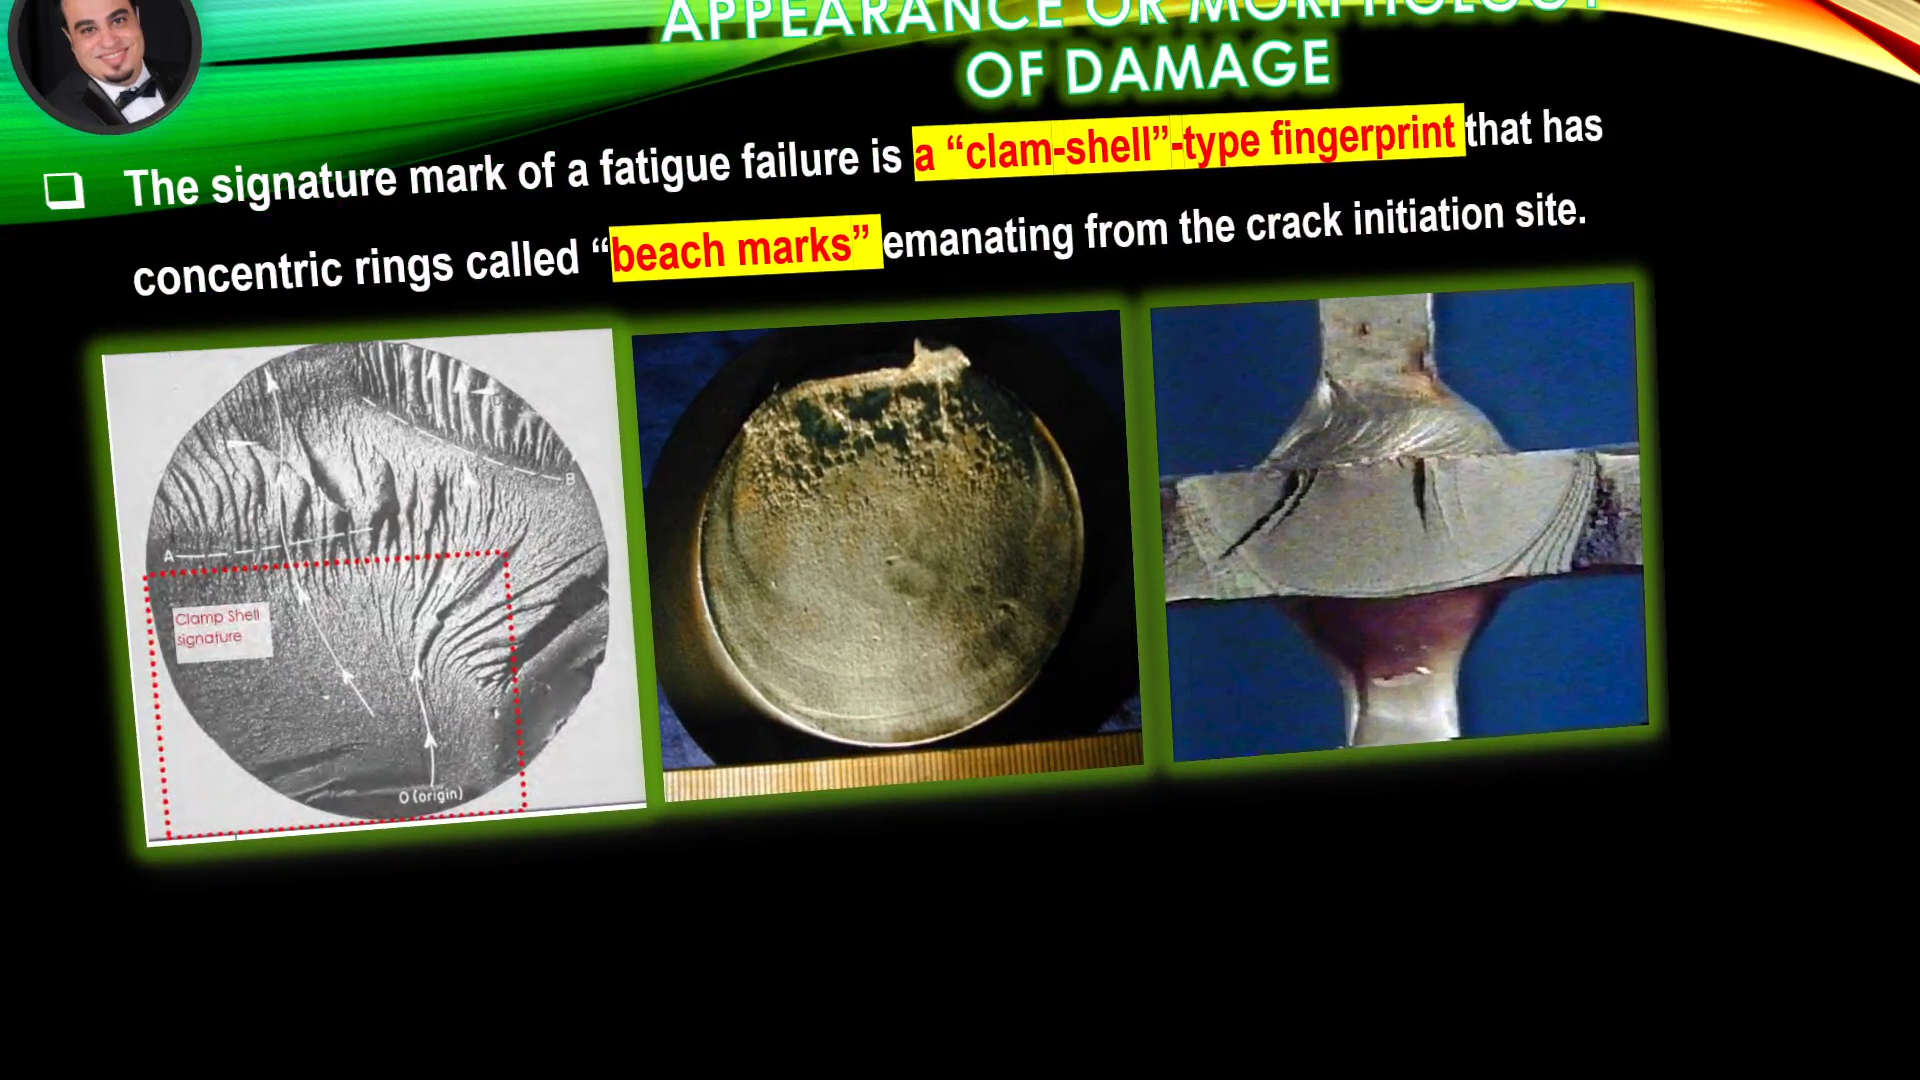 APPEARANCE OR MORPHOLOGY
OF DAMAGE
❑ The signature mark of a fatigue failure is a “clam-shell”-type fingerprint that has
concentric rings called “beach marks” emanating from the crack initiation site.
B
A
Clamp Shell
signature
O (origin)